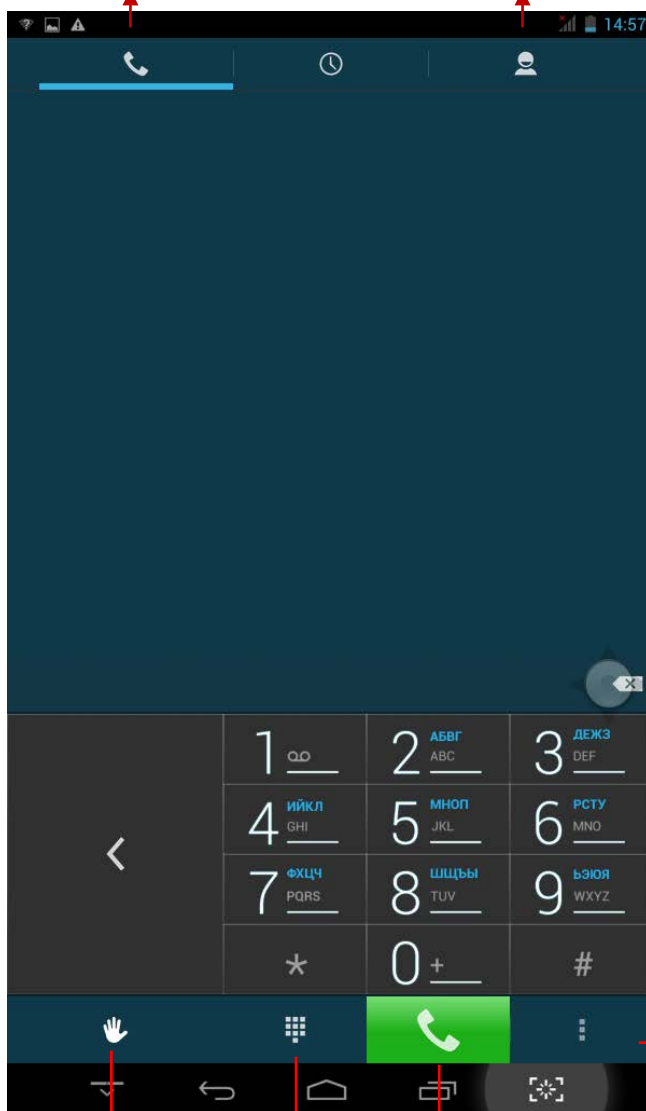 14:57
1
2 АБВГ ABC
3 ДЕЖЗ DEF
4 ИЙКЛ GHI
5 МНОП JKL
6 РСТУ MNO
7 ФХЦЧ PQRS
8 ШЩЪЫ TUV
9 ЬЭЮЯ WXYZ
*
0 +
#